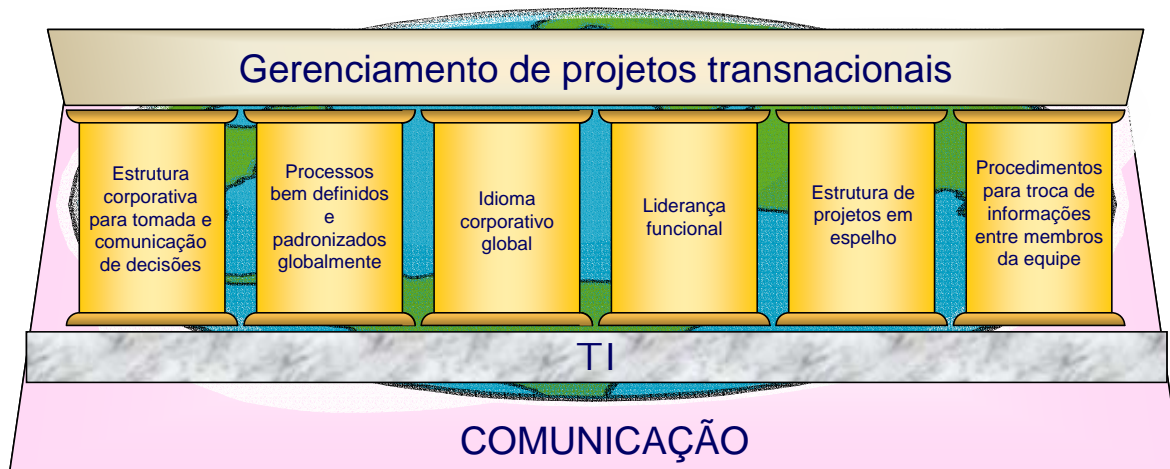 Gerenciamento de projetos transnacionais
Estrutura
corporativa
para tomada e
comunicação
de decisões
Processos
bem definidos
e
padronizados
globalmente
Idioma
corporativo
global
Liderança
funcional
Estrutura de
projetos em
espelho
Procedimentos
para troca de
informações
entre membros
da equipe
TI
COMUNICAÇÃO